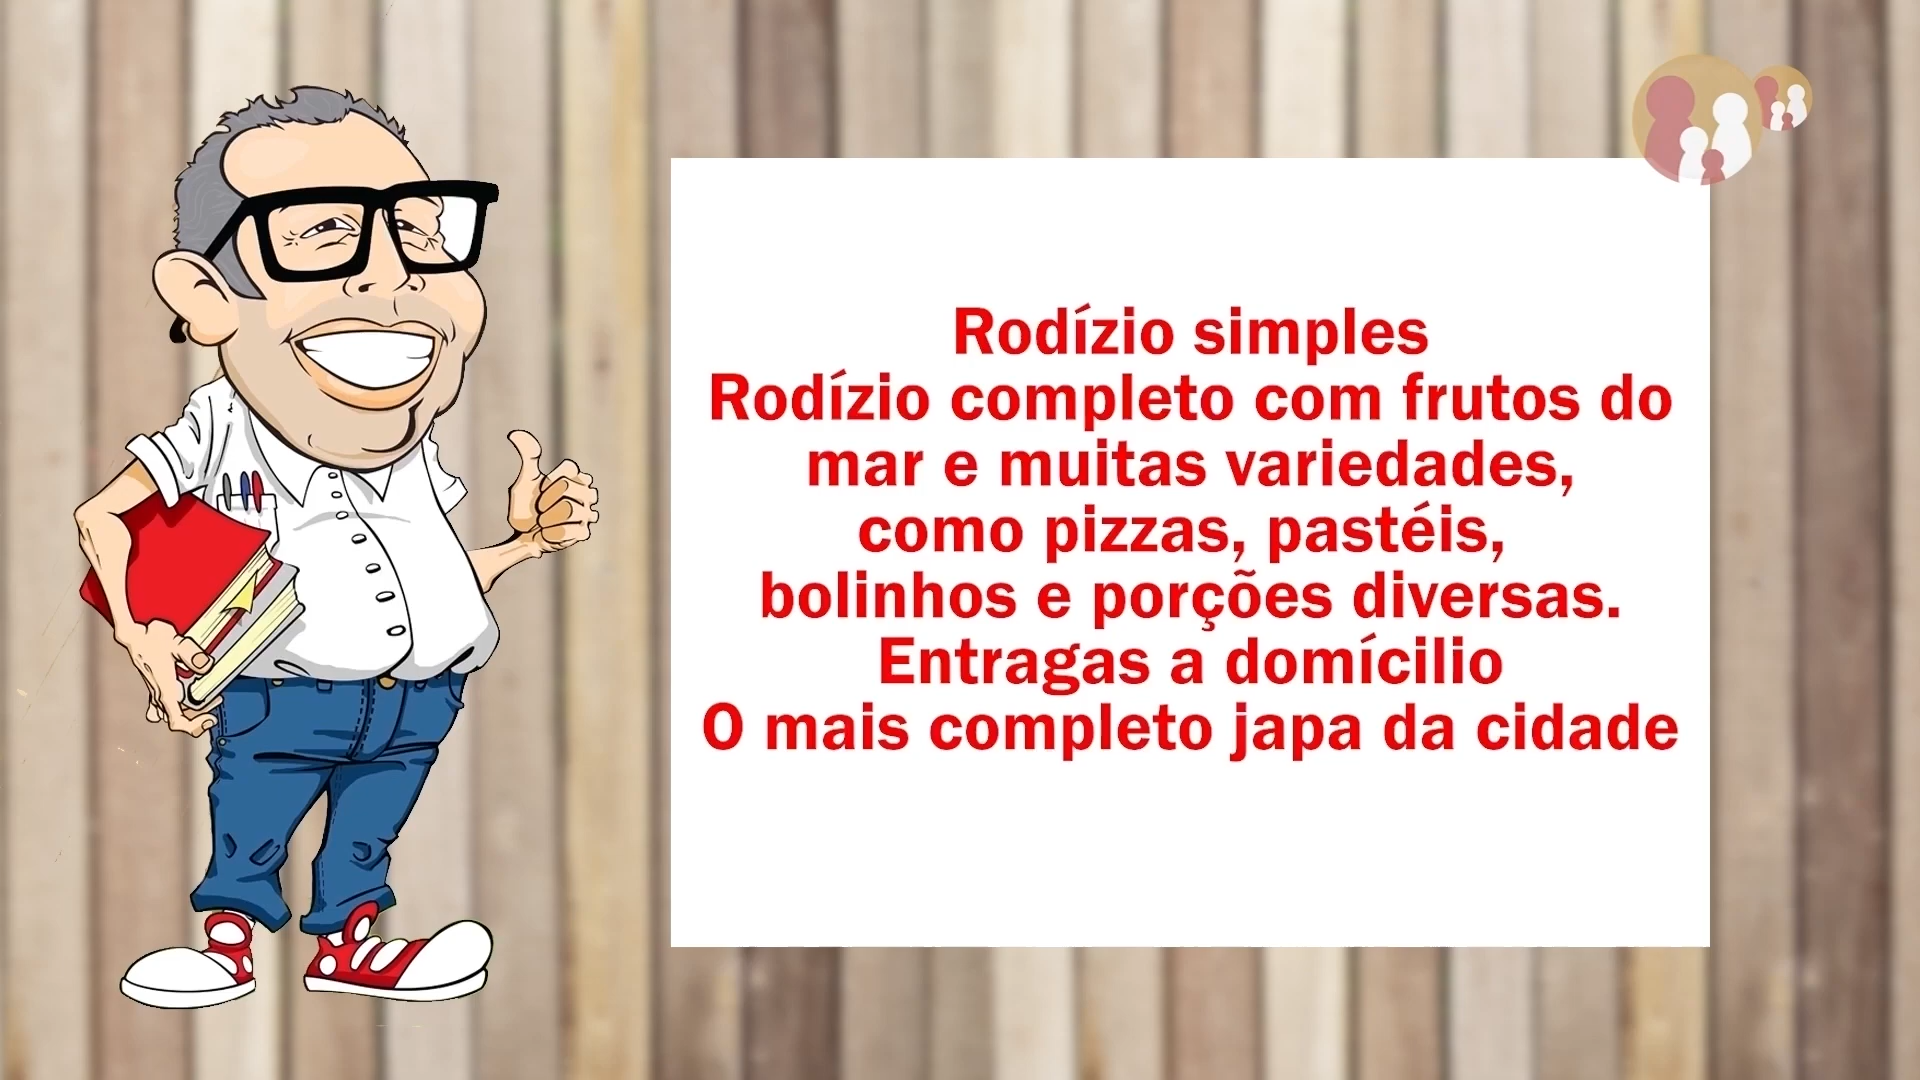 Rodízio simples
Rodízio completo com frutos do
mar e muitas variedades,
como pizzas, pastéis,
bolinhos e porções diversas.
Entragas a domícilio
O mais completo japa da cidade